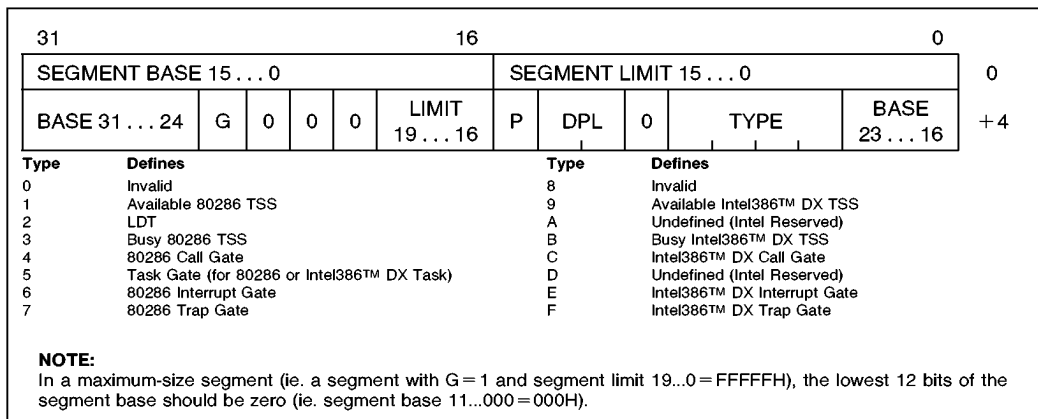 31 16 0
SEGMENT BASE 15 . . . 0 SEGMENT LIMIT 15 . . . 0 0
BASE 31 . . . 24 G 0 0 0 LIMIT 19 . . . 16 P DPL 0 TYPE BASE 23 . . . 16 +4
Type Defines Type Defines
0 Invalid 8 Invalid
1 Available 80286 TSS 9 Available Intel386™ DX TSS
2 LDT A Undefined (Intel Reserved)
3 Busy 80286 TSS B Busy Intel386™ DX TSS
4 80286 Call Gate C Intel386™ DX Call Gate
5 Task Gate (for 80286 or Intel386™ DX Task) D Undefined (Intel Reserved)
6 80286 Interrupt Gate E Intel386™ DX Interrupt Gate
7 80286 Trap Gate F Intel386™ DX Trap Gate
NOTE:
In a maximum-size segment (ie. a segment with G=1 and segment limit 19...0=FFFFFH), the lowest 12 bits of the
segment base should be zero (ie. segment base 11...000=000H).